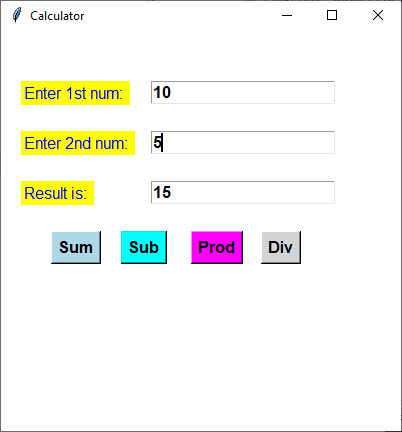 Calculator
Enter 1st num: 10
Enter 2nd num: 5
Result is: 15
Sum Sub Prod Div